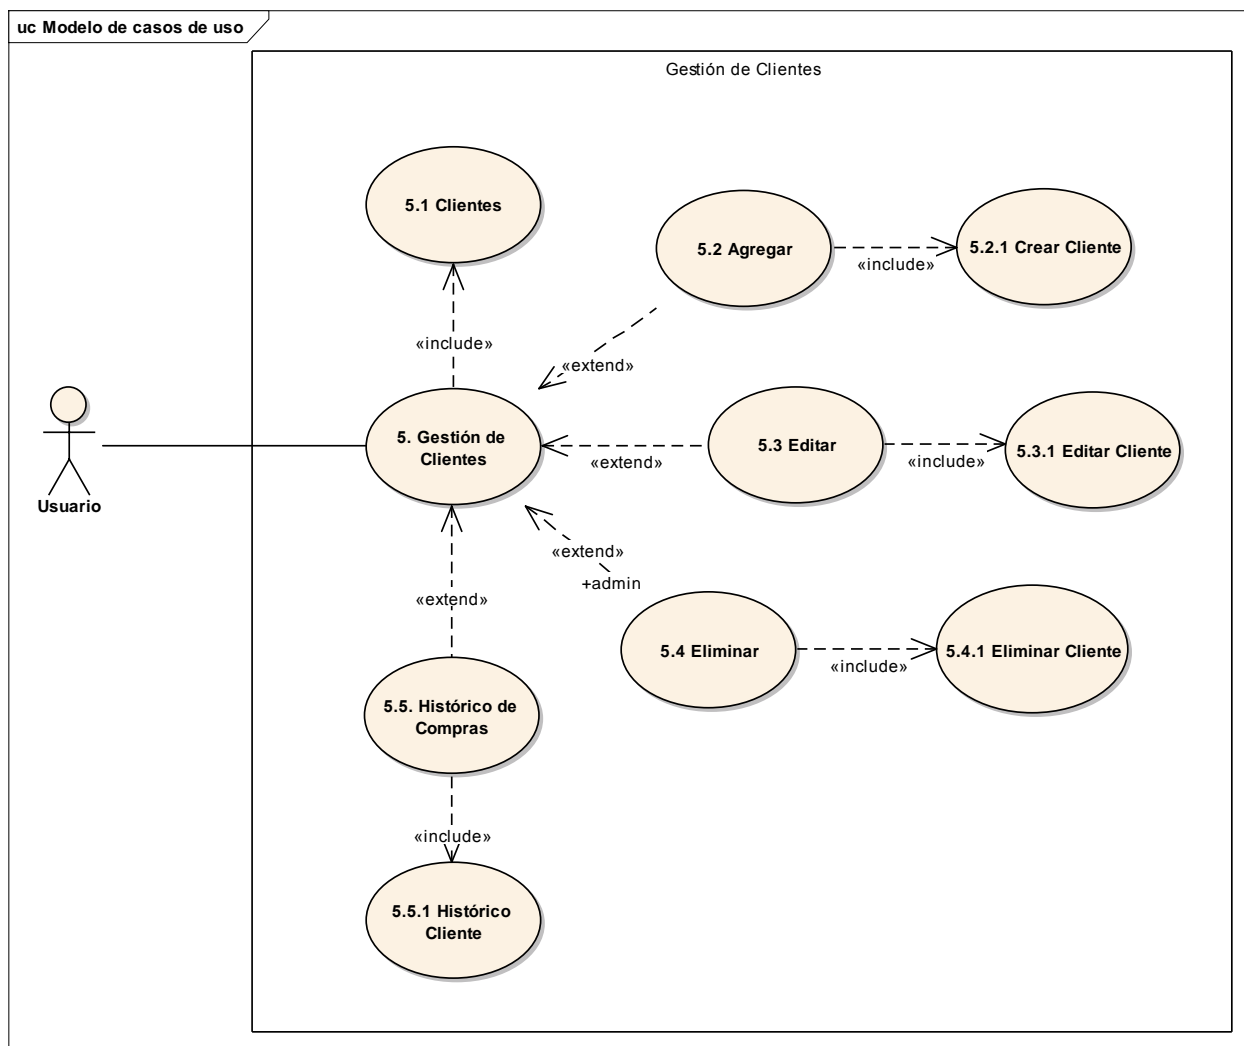 uc Modelo de casos de uso
Gestión de Clientes
5.1 Clientes
5.2 Agregar
5.2.1 Crear Cliente
«include»
«include»
«extend»
5. Gestión de
Clientes
5.3 Editar
5.3.1 Editar Cliente
«extend»
«include»
Usuario
«extend»
+admin
«extend»
5.4 Eliminar
5.4.1 Eliminar Cliente
«include»
5.5. Histórico de
Compras
«include»
5.5.1 Histórico
Cliente